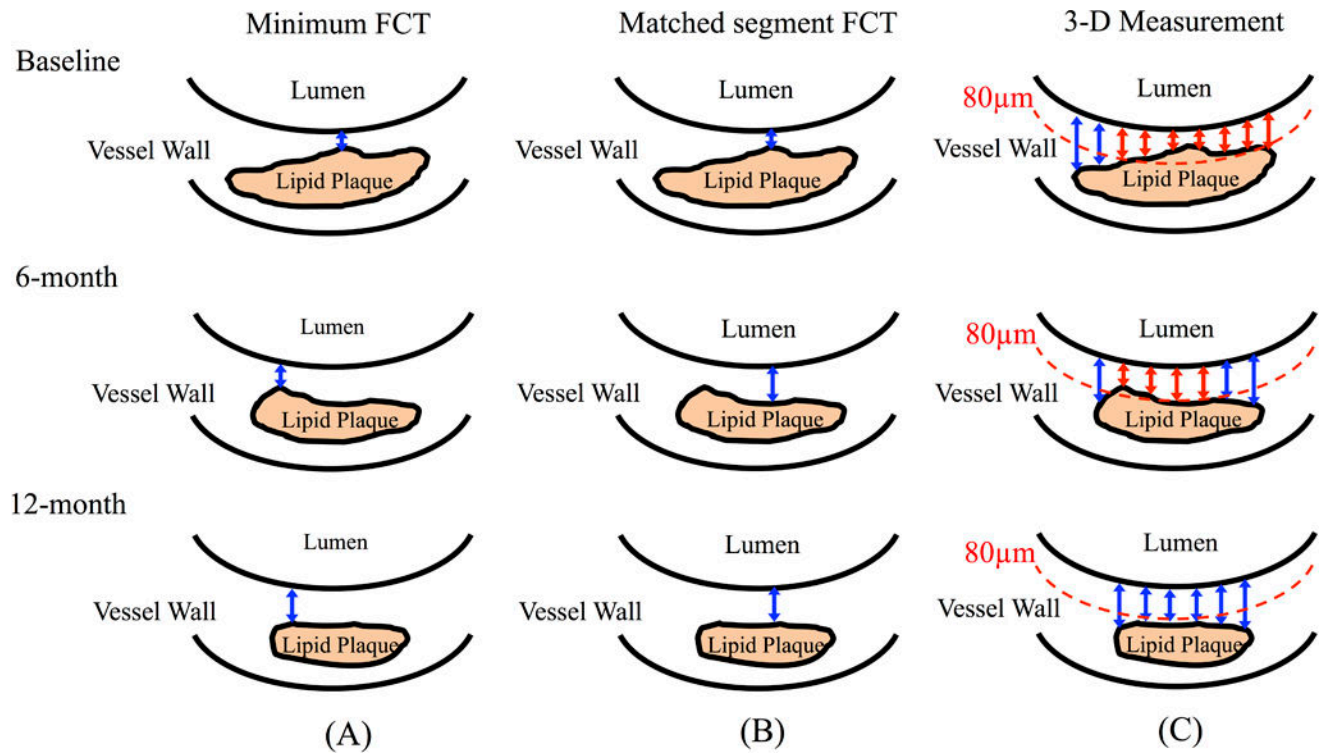 Minimum FCT
Matched segment FCT
3-D Measurement
Baseline
Lumen
Vessel Wall
Lipid Plaque
Lumen
Vessel Wall
Lipid Plaque
80µm
Lumen
Vessel Wall
Lipid Plaque
6-month
Lumen
Vessel Wall
Lipid Plaque
Lumen
Vessel Wall
Lipid Plaque
80µm
Lumen
Vessel Wall
Lipid Plaque
12-month
Lumen
Vessel Wall
Lipid Plaque
Lumen
Vessel Wall
Lipid Plaque
80µm
Lumen
Vessel Wall
Lipid Plaque
(A)
(B)
(C)